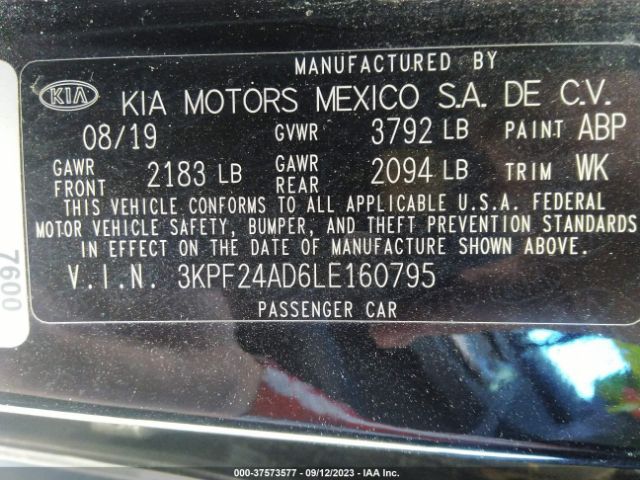 MANUFACTURED BY
KIA KIA MOTORS MEXICO S.A. DE C.V.
08/19 GVWR 3792 LB PAINT ABP
GAWR FRONT 2183 LB GAWR REAR 2094 LB TRIM WK
THIS VEHICLE CONFORMS TO ALL APPLICABLE U.S.A. FEDERAL
MOTOR VEHICLE SAFETY, BUMPER, AND THEFT PREVENTION STANDARDS
IN EFFECT ON THE DATE OF MANUFACTURE SHOWN ABOVE.
V.I.N. 3KPF24AD6LE160795
PASSENGER CAR
7600
000-37573577 - 09/12/2023 - IAA Inc.